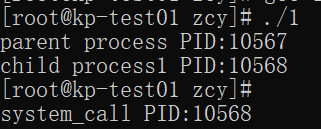 [root@kp-test01 zcy]# ./1
parent process PID:10567
child process1 PID:10568
[root@kp-test01 zcy]#
system_call PID:10568